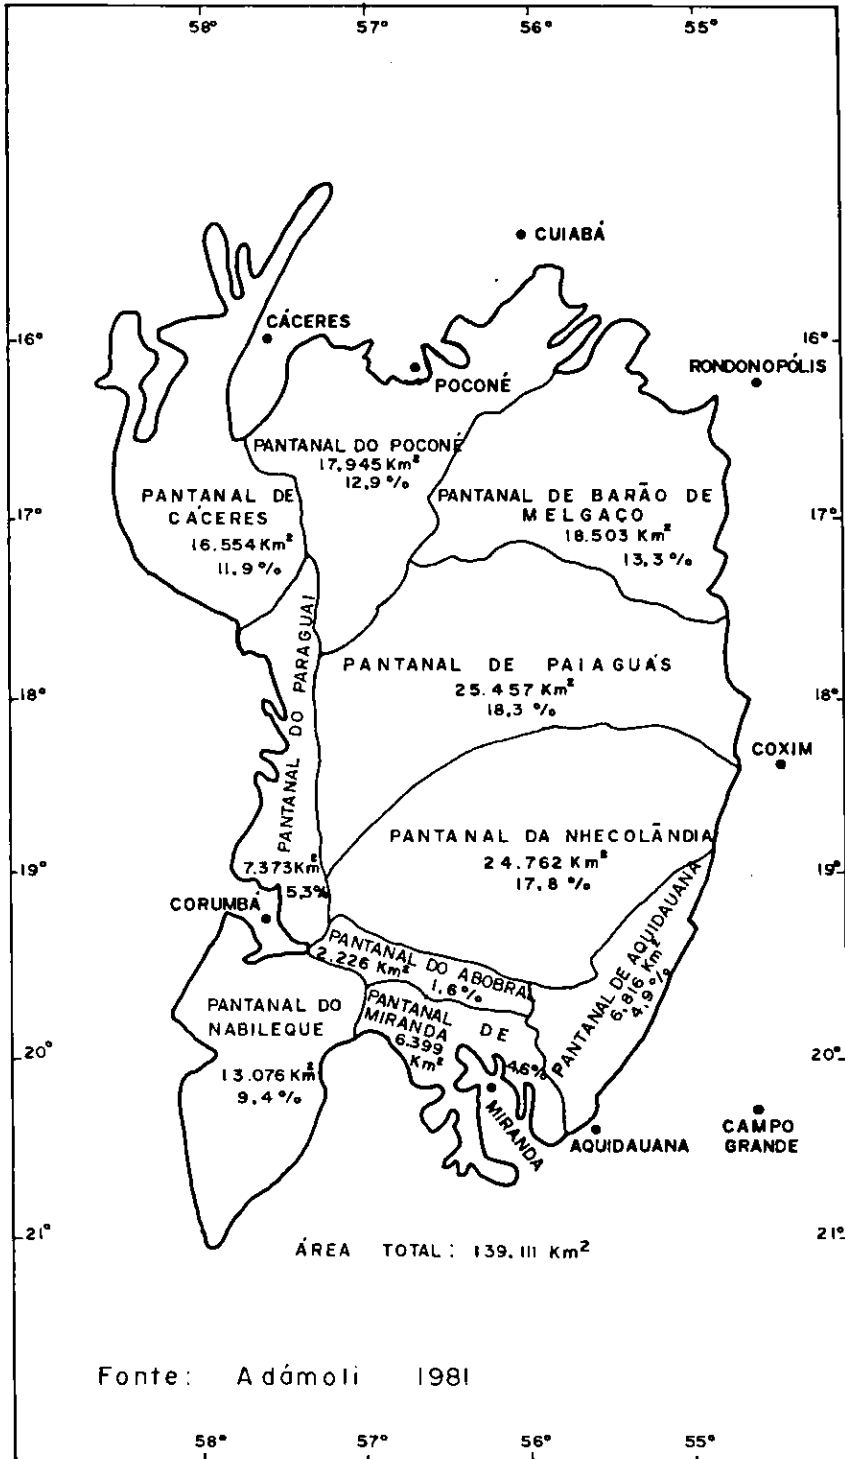 58° 57° 56° 55°
CUIABÁ
CÁCERES
16° 16°
POCONÉ
RONDONOPÓLIS
PANTANAL DO POCONÉ
17.945 Km²
12,9 %
PANTANAL DE
CÁCERES
16.554 Km²
11,9 %
PANTANAL DE BARÃO DE
MELGAÇO
18.503 Km²
13,3 %
17° 17°
PANTANAL DO PARAGUAI
7.373 Km²
5,3%
PANTANAL DE PAIAGUÁS
25.457 Km²
18,3 %
18° 18°
COXIM
PANTANAL DA NHECOLÂNDIA
24.762 Km²
17,8 %
19° 19°
CORUMBÁ
PANTANAL DE AQUIDAUANA
6.816 Km²
4,9 %
PANTANAL DO ABOBRA
2.226 Km²
1,6 %
PANTANAL DO
NABILEQUE
13.076 Km²
9,4 %
PANTANAL DE
MIRANDA
6.399
Km²
4,6%
20° 20°
MIRANDA
AQUIDAUANA
CAMPO
GRANDE
21° 21°
ÁREA TOTAL: 139.111 Km²
Fonte: Adámoli 1981
58° 57° 56° 55°